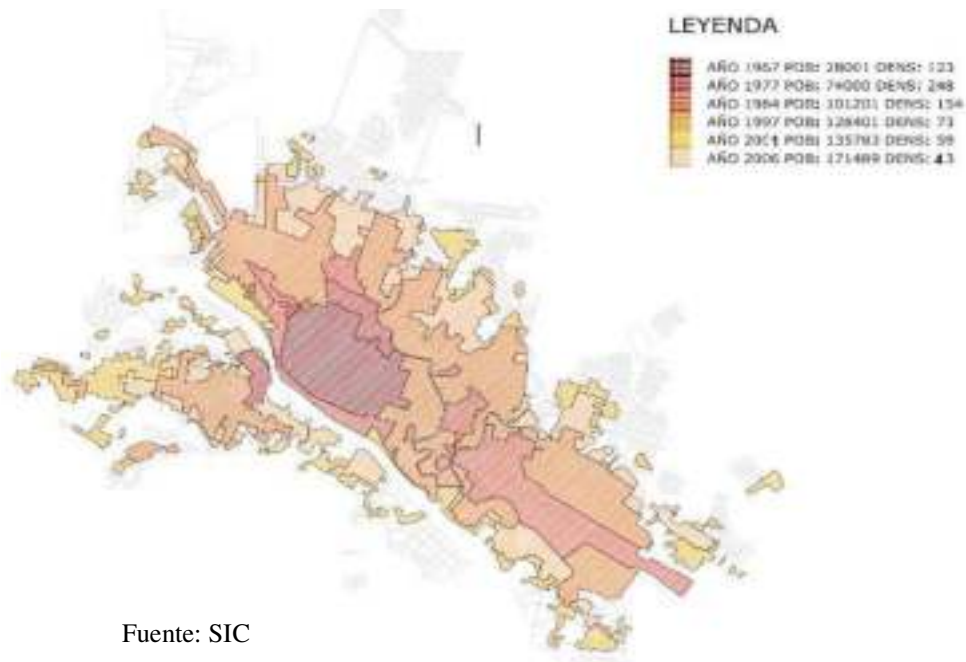 LEYENDA
AÑO 1967 POB: 28001 DENS: 123
AÑO 1977 POB: 74000 DENS: 248
AÑO 1984 POB: 101201 DENS: 154
AÑO 1997 POB: 128401 DENS: 73
AÑO 2001 POB: 135783 DENS: 59
AÑO 2006 POB: 171489 DENS: 43
Fuente: SIC